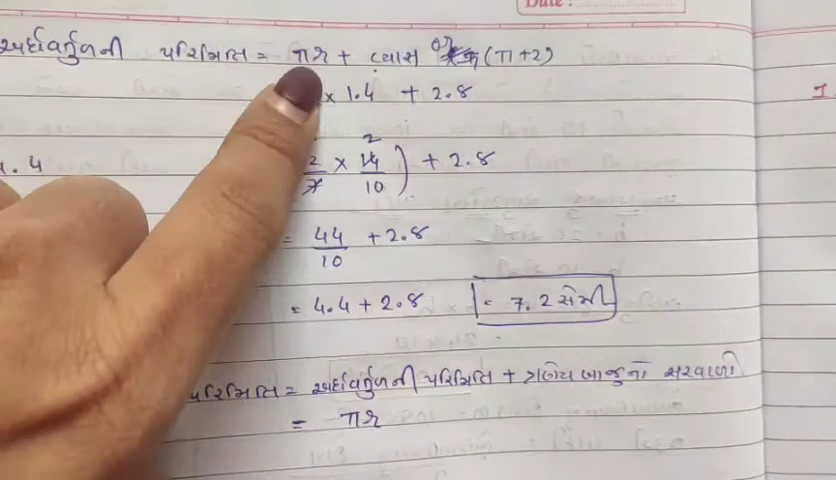 Date:
અર્ધવર્તુળની પરિમિતિ = πr + વ્યાસ or (π+2)
× 1.4 + 2.8
1.4
2/7 × 14/10 ) + 2.8
2
= 44/10 + 2.8
= 4.4 + 2.8 = 7.2 સેમી
પરિમિતિ = અર્ધવર્તુળની પરિમિતિ + ત્રણેય બાજુનો સરવાળો
= πr